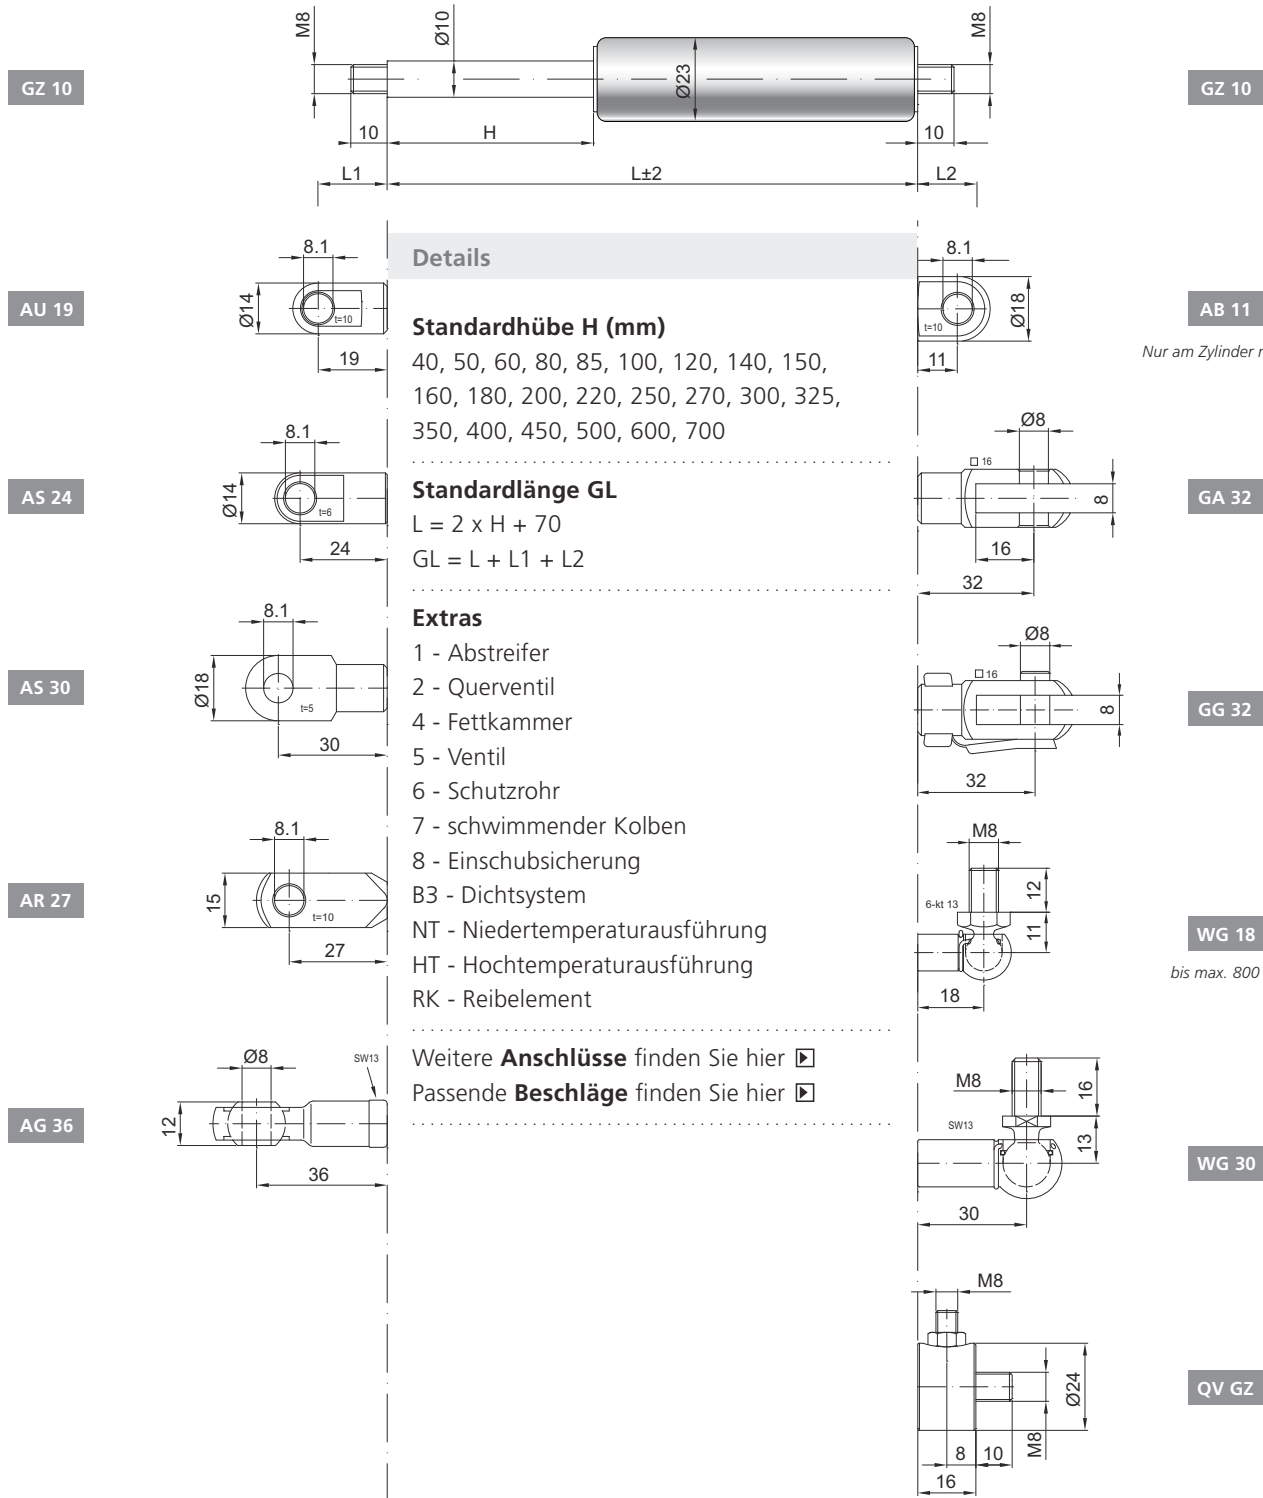 M8
Ø10
Ø23
M8
GZ 10
GZ 10
10
H
10
L1
L±2
L2
8.1
Ø14
t=10
19
AU 19
8.1
Ø18
t=10
11
AB 11
Nur am Zylinder
8.1
Ø14
t=6
24
AS 24
Ø8
□ 16
8
16
32
GA 32
8.1
Ø18
t=5
30
AS 30
Ø8
□ 16
8
32
GG 32
8.1
15
t=10
27
AR 27
M8
12
6-kt 13
11
18
WG 18
bis max. 800
Ø8
SW13
12
36
AG 36
M8
16
SW13
13
30
WG 30
M8
Ø24
M8
8
10
16
QV GZ
Details
Standardhübe H (mm)
40, 50, 60, 80, 85, 100, 120, 140, 150,
160, 180, 200, 220, 250, 270, 300, 325,
350, 400, 450, 500, 600, 700
Standardlänge GL
L = 2 x H + 70
GL = L + L1 + L2
Extras
1 - Abstreifer
2 - Querventil
4 - Fettkammer
5 - Ventil
6 - Schutzrohr
7 - schwimmender Kolben
8 - Einschubsicherung
B3 - Dichtsystem
NT - Niedertemperaturausführung
HT - Hochtemperaturausführung
RK - Reibelement
Weitere Anschlüsse finden Sie hier
Passende Beschläge finden Sie hier